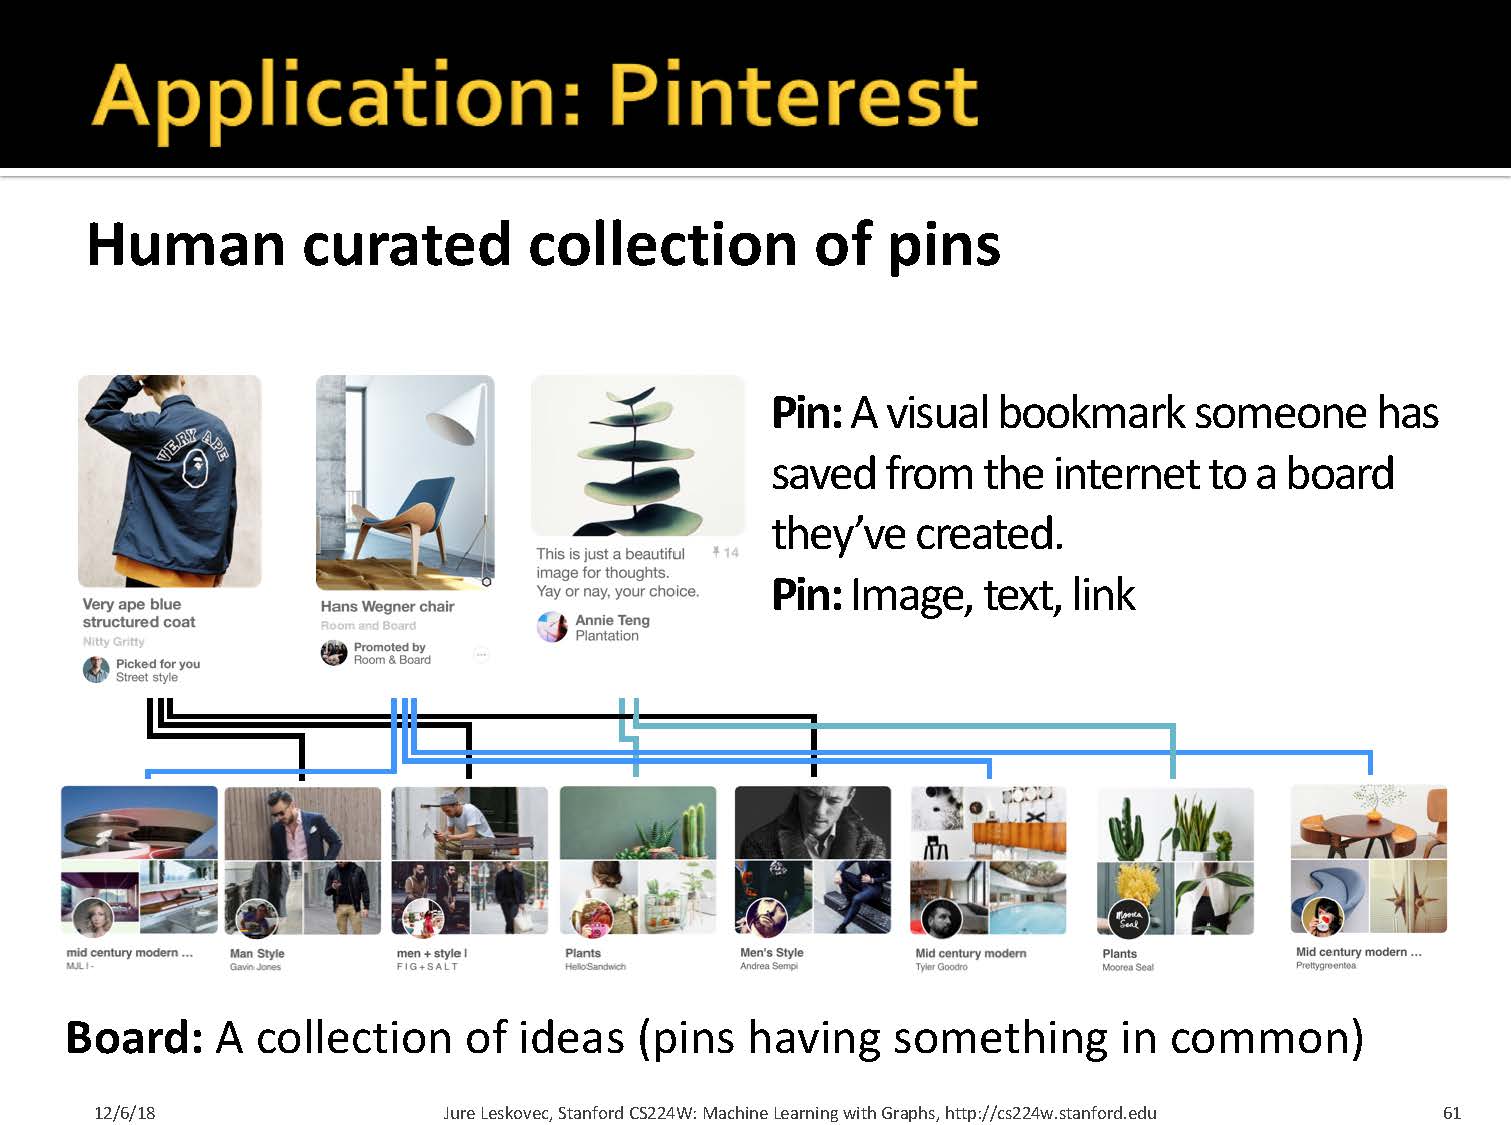 Application: Pinterest
Human curated collection of pins
VERY APE
Very ape blue
structured coat
Nitty Gritty
Picked for you
Street style
Hans Wegner chair
Room and Board
Promoted by
Room & Board
This is just a beautiful
image for thoughts.
Yay or nay, your choice.
14
Annie Teng
Plantation
Pin: A visual bookmark someone has
saved from the internet to a board
they’ve created.
Pin: Image, text, link
mid century modern ...
MJL I -
Man Style
Gavin Jones
men + style I
F I G + S A L T
Plants
HelloSandwich
Men's Style
Andrea Sempi
Mid century modern
Tyler Goodro
Moorea
Seal
Plants
Moorea Seal
Mid century modern ...
Prettygreentea
Board: A collection of ideas (pins having something in common)
12/6/18
Jure Leskovec, Stanford CS224W: Machine Learning with Graphs, http://cs224w.stanford.edu
61